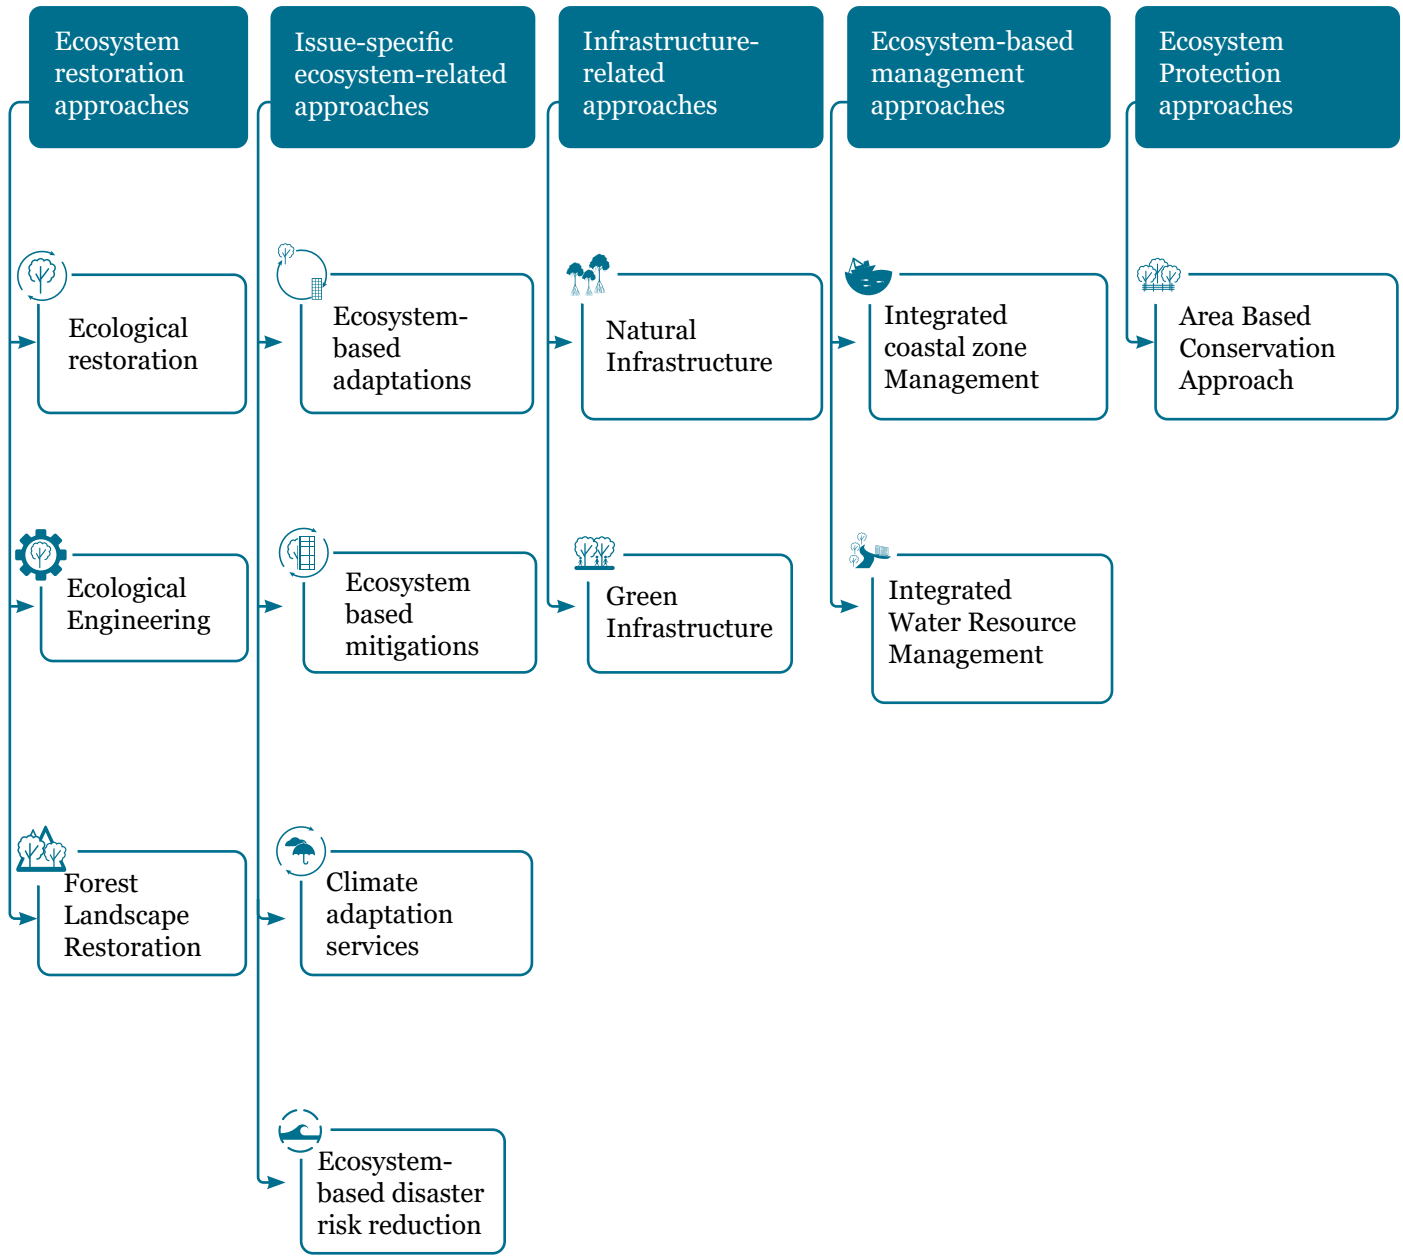 Ecosystem
restoration
approaches
Issue-specific
ecosystem-related
approaches
Infrastructure-
related
approaches
Ecosystem-based
management
approaches
Ecosystem
Protection
approaches
Ecological
restoration
Ecosystem-
based
adaptations
Natural
Infrastructure
Integrated
coastal zone
Management
Area Based
Conservation
Approach
Ecological
Engineering
Ecosystem
based
mitigations
Green
Infrastructure
Integrated
Water Resource
Management
Forest
Landscape
Restoration
Climate
adaptation
services
Ecosystem-
based disaster
risk reduction